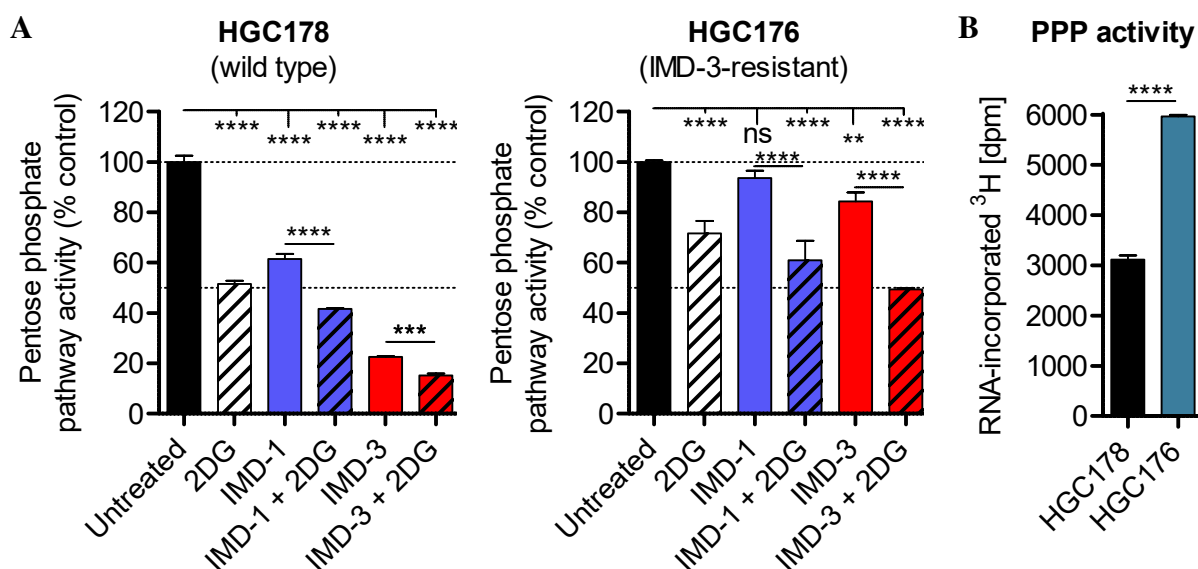 A
HGC178
(wild type)
Pentose phosphate
pathway activity (% control)
120
100
80
60
40
20
0
****
****
****
****
****
****
***
Untreated
2DG
IMD-1
IMD-1 + 2DG
IMD-3
IMD-3 + 2DG
HGC176
(IMD-3-resistant)
Pentose phosphate
pathway activity (% control)
120
100
80
60
40
20
0
****
ns
****
**
****
****
****
Untreated
2DG
IMD-1
IMD-1 + 2DG
IMD-3
IMD-3 + 2DG
B
PPP activity
RNA-incorporated ³H [dpm]
****
6000
5000
4000
3000
2000
1000
0
HGC178
HGC176